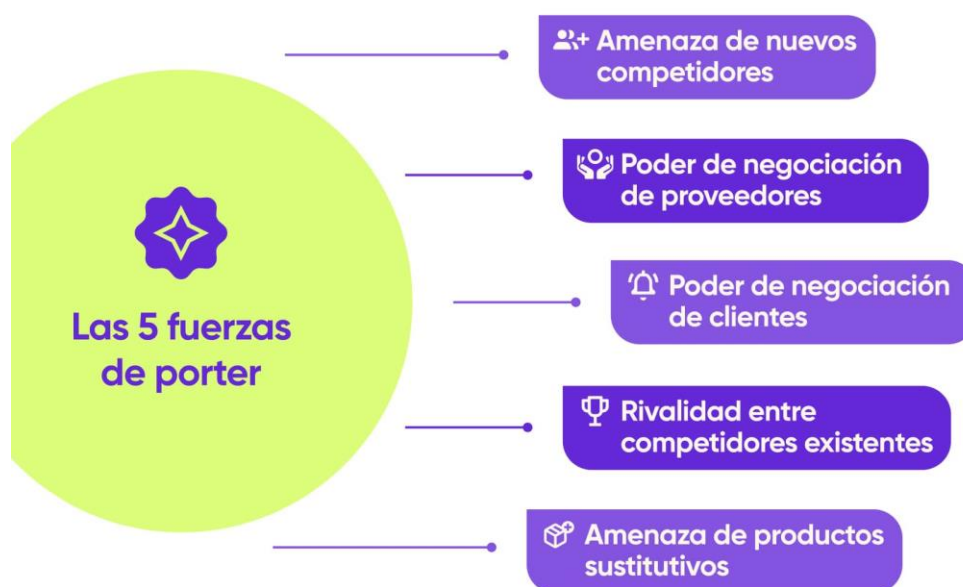 Amenaza de nuevos
competidores
Poder de negociación
de proveedores
Poder de negociación
de clientes
Las 5 fuerzas
de porter
Rivalidad entre
competidores existentes
Amenaza de productos
sustitutivos